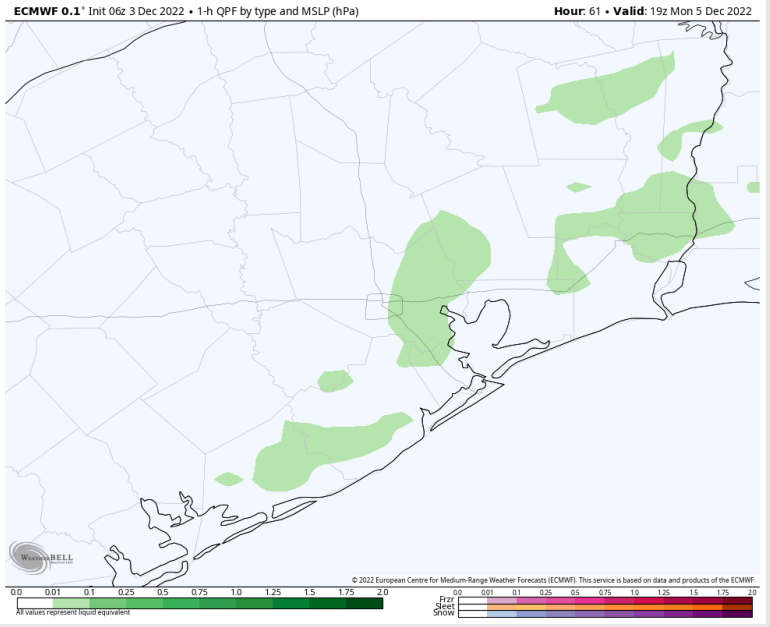 ECMWF 0.1° Init 06z 3 Dec 2022 • 1-h QPF by type and MSLP (hPa)
Hour: 61 • Valid: 19z Mon 5 Dec 2022
WEATHERBELL
© 2022 European Centre for Medium-Range Weather Forecasts (ECMWF). This service is based on data and products of the ECMWF.
0.0 0.01 0.1 0.25 0.5 0.75 1.0 1.25 1.5 1.75 2.0
All values represent liquid equivalent
0.0 0.01 0.1 0.25 0.5 0.75 1.0 1.25 1.5 1.75 2.0
Frzr
Sleet
Snow